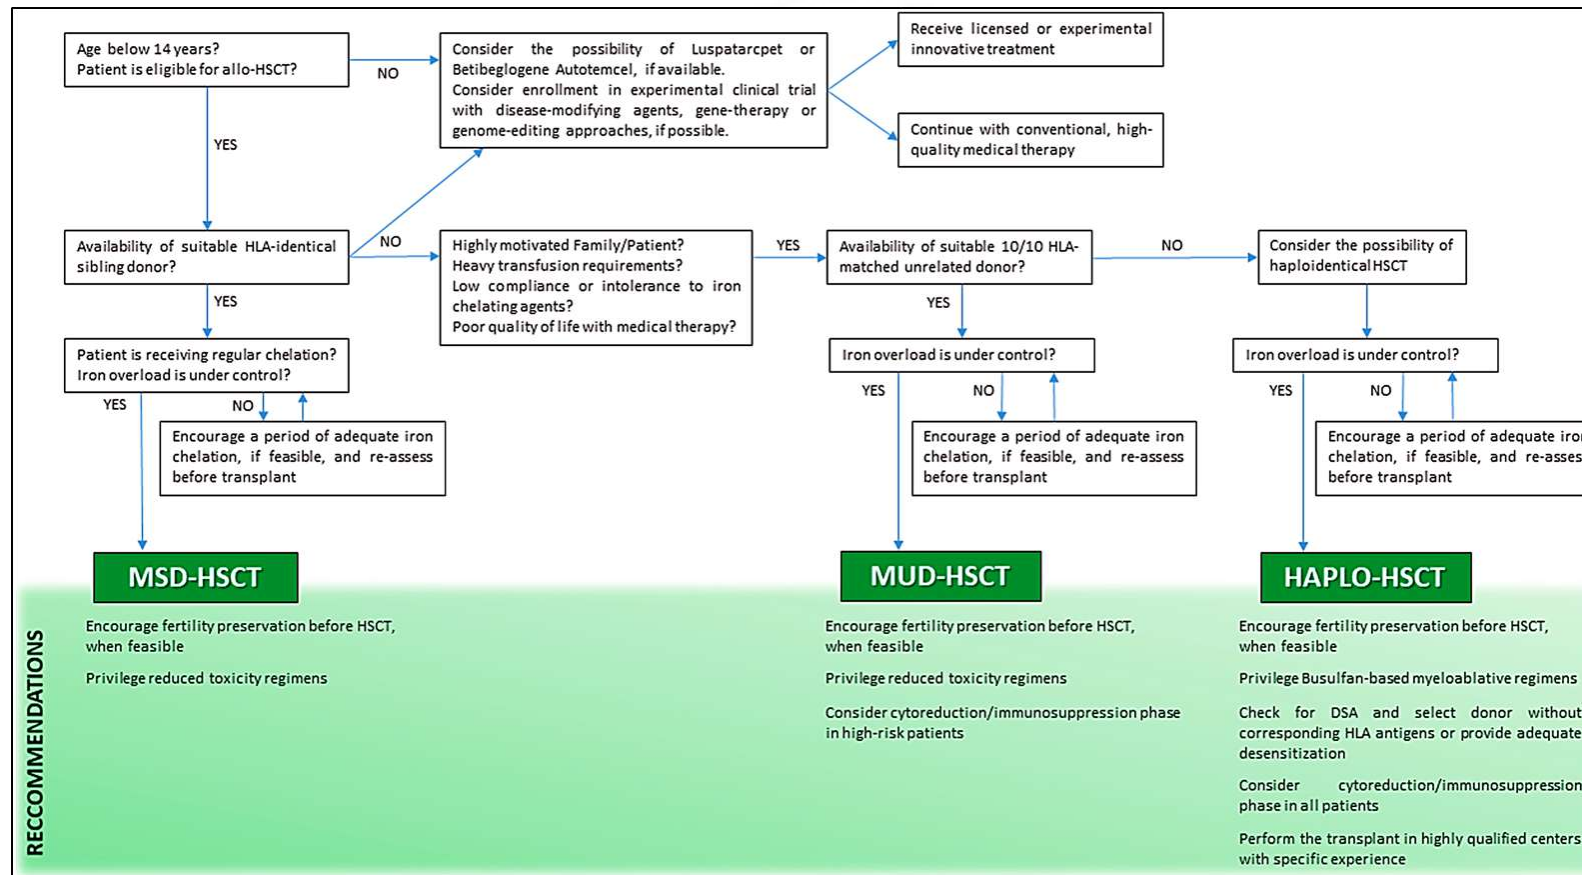 Age below 14 years?
Patient is eligible for allo-HSCT?
NO
Consider the possibility of Luspatarcpet or
Betibeglogene Autotemcel, if available.
Consider enrollment in experimental clinical trial
with disease-modifying agents, gene-therapy or
genome-editing approaches, if possible.
Receive licensed or experimental
innovative treatment
Continue with conventional, high-
quality medical therapy
YES
Availability of suitable HLA-identical
sibling donor?
NO
Highly motivated Family/Patient?
Heavy transfusion requirements?
Low compliance or intolerance to iron
chelating agents?
Poor quality of life with medical therapy?
YES
Availability of suitable 10/10 HLA-
matched unrelated donor?
NO
Consider the possibility of
haploidentical HSCT
YES
YES
Patient is receiving regular chelation?
Iron overload is under control?
Iron overload is under control?
Iron overload is under control?
YES
NO
YES
NO
YES
NO
Encourage a period of adequate iron
chelation, if feasible, and re-assess
before transplant
Encourage a period of adequate iron
chelation, if feasible, and re-assess
before transplant
Encourage a period of adequate iron
chelation, if feasible, and re-assess
before transplant
MSD-HSCT
MUD-HSCT
HAPLO-HSCT
RECCOMMENDATIONS
Encourage fertility preservation before HSCT,
when feasible
Privilege reduced toxicity regimens
Encourage fertility preservation before HSCT,
when feasible
Privilege reduced toxicity regimens
Consider cytoreduction/immunosuppression phase
in high-risk patients
Encourage fertility preservation before HSCT,
when feasible
Privilege Busulfan-based myeloablative regimens
Check for DSA and select donor without
corresponding HLA antigens or provide adequate
desensitization
Consider cytoreduction/immunosuppression
phase in all patients
Perform the transplant in highly qualified centers
with specific experience